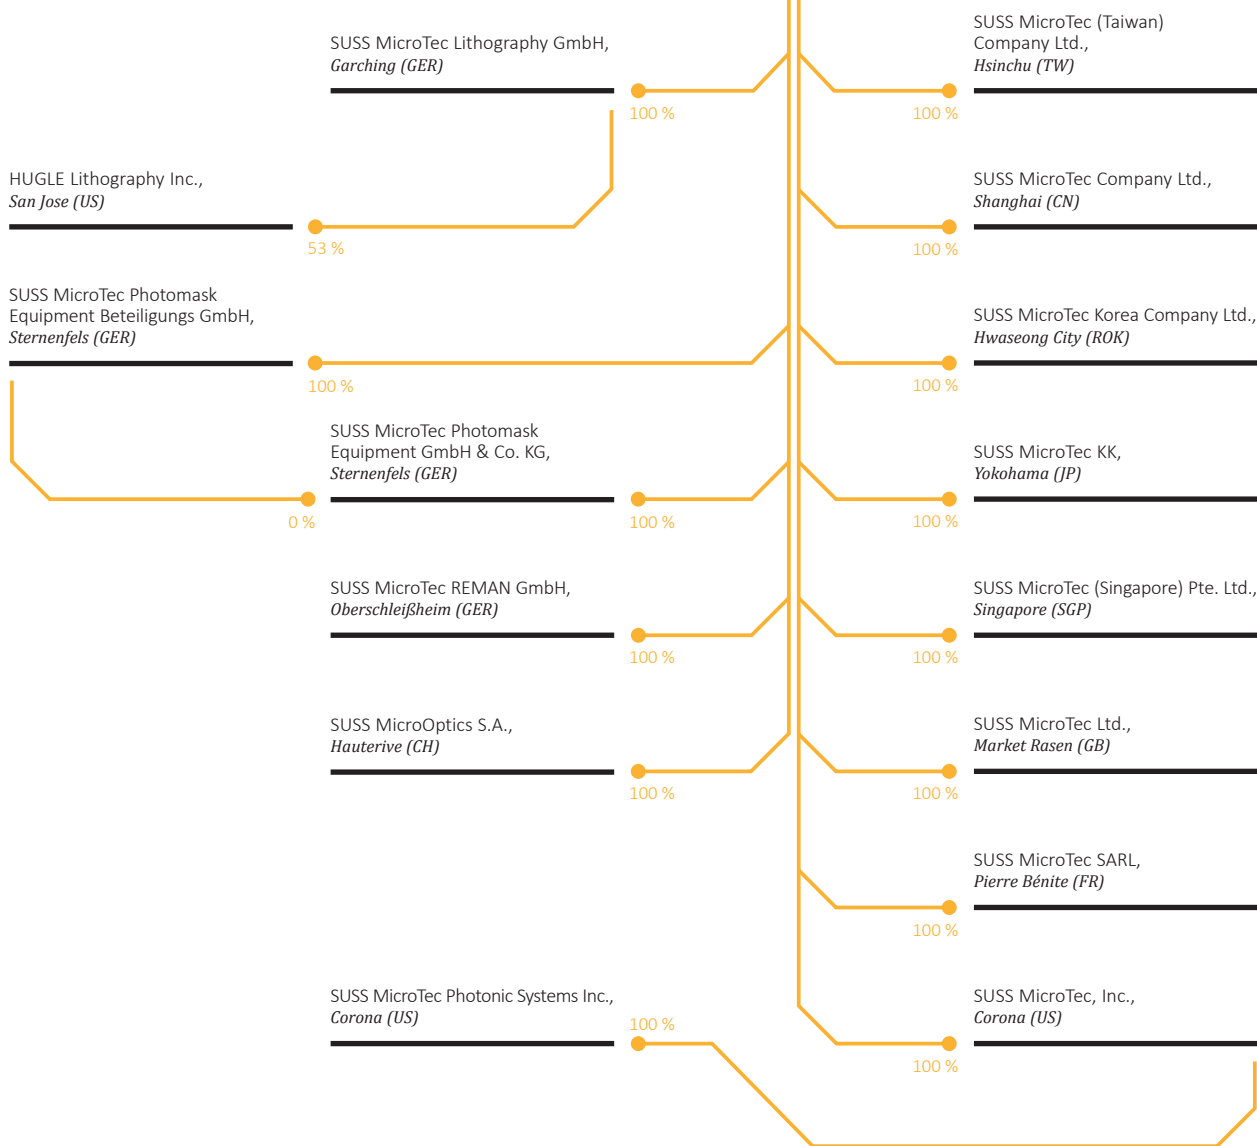 SUSS MicroTec Lithography GmbH,
Garching (GER)
100 %
HUGLE Lithography Inc.,
San Jose (US)
53 %
SUSS MicroTec Photomask
Equipment Beteiligungs GmbH,
Sternenfels (GER)
100 %
SUSS MicroTec Photomask
Equipment GmbH & Co. KG,
Sternenfels (GER)
0 %
100 %
SUSS MicroTec REMAN GmbH,
Oberschleißheim (GER)
100 %
SUSS MicroOptics S.A.,
Hauterive (CH)
100 %
SUSS MicroTec Photonic Systems Inc.,
Corona (US)
100 %
SUSS MicroTec (Taiwan)
Company Ltd.,
Hsinchu (TW)
100 %
SUSS MicroTec Company Ltd.,
Shanghai (CN)
100 %
SUSS MicroTec Korea Company Ltd.,
Hwaseong City (ROK)
100 %
SUSS MicroTec KK,
Yokohama (JP)
100 %
SUSS MicroTec (Singapore) Pte. Ltd.,
Singapore (SGP)
100 %
SUSS MicroTec Ltd.,
Market Rasen (GB)
100 %
SUSS MicroTec SARL,
Pierre Bénite (FR)
100 %
SUSS MicroTec, Inc.,
Corona (US)
100 %